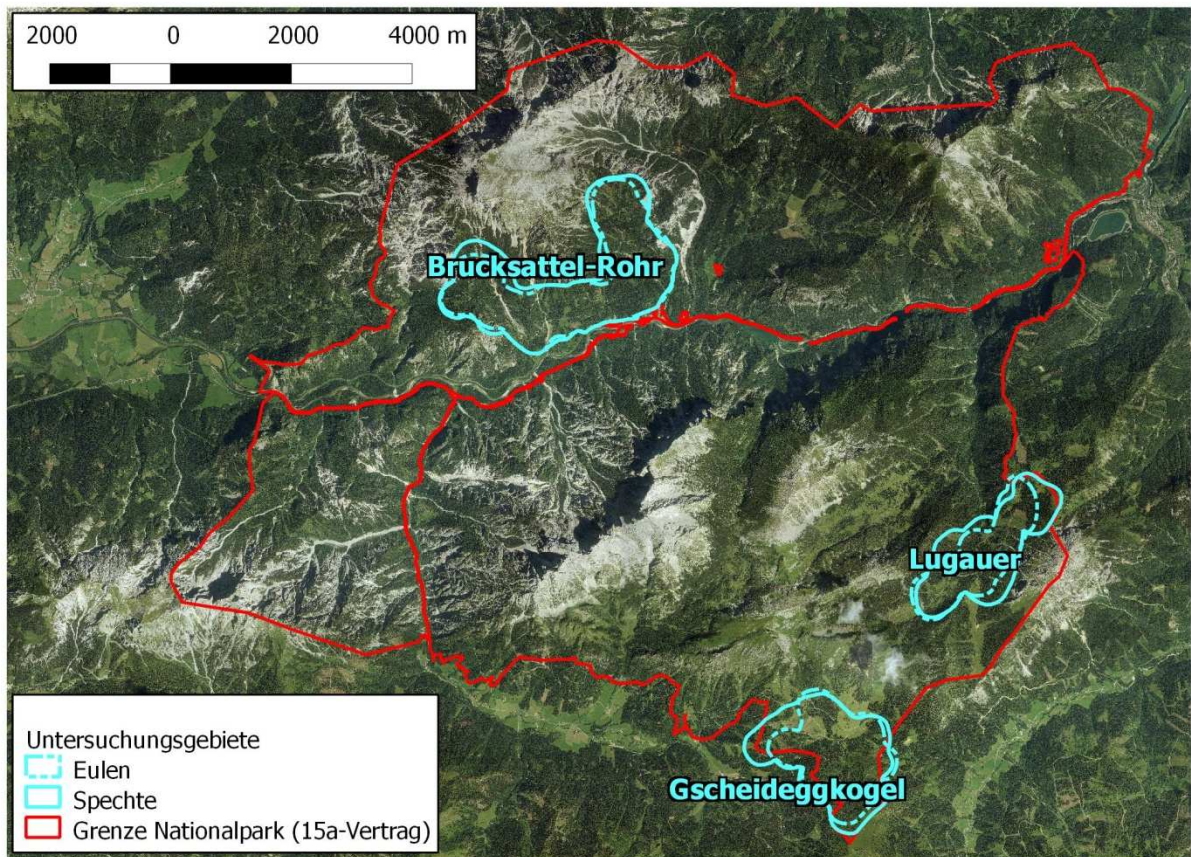 2000 0 2000 4000 m
Brucksattel-Rohr
Lugauer
Gscheideggkogel
Untersuchungsgebiete
Eulen
Spechte
Grenze Nationalpark (15a-Vertrag)